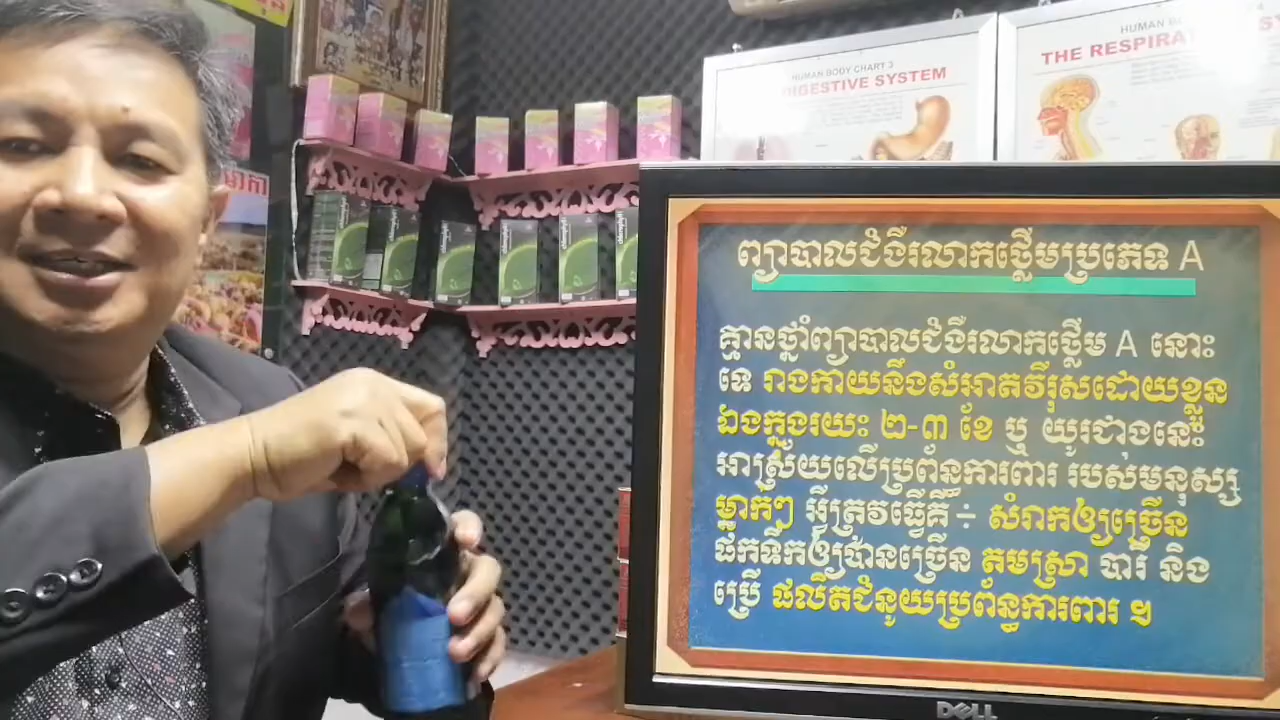 HUMAN BODY CHART 3
DIGESTIVE SYSTEM
HUMAN
THE RESPIRAT
ព្យាបាលជំងឺរលាកថ្លើមប្រភេទ A
គ្មានថ្នាំព្យាបាលជំងឺរលាកថ្លើម A នោះ
ទេ រាងកាយនឹងសំអាតវីរុសដោយខ្លួន
ឯងក្នុងរយះ ២-៣ ខែ ឬ យូរជាងនេះ
អាស្រ័យលើប្រព័ន្ធការពារ របស់មនុស្ស
ម្នាក់ៗ អ្វីត្រូវធ្វើគឺ ÷ សំរាកឲ្យច្រើន
ផឹកទឹកឲ្យបានច្រើន តមស្រា បារី និង
ប្រើ ផលិតជំនូយប្រព័ន្ធការពារ ។
DELL